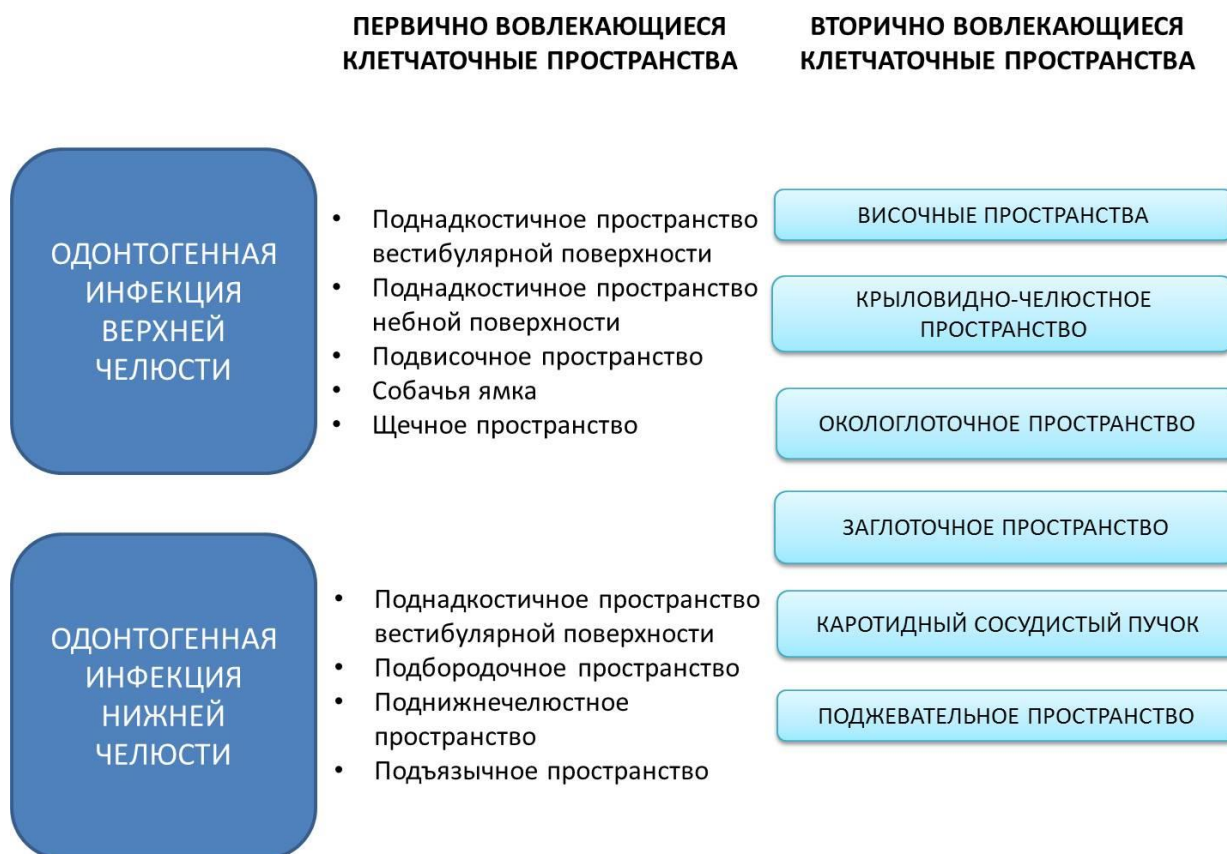 ПЕРВИЧНО ВОВЛЕКАЮЩИЕСЯ
КЛЕТЧАТОЧНЫЕ ПРОСТРАНСТВА
ВТОРИЧНО ВОВЛЕКАЮЩИЕСЯ
КЛЕТЧАТОЧНЫЕ ПРОСТРАНСТВА
ОДОНТОГЕННАЯ
ИНФЕКЦИЯ
ВЕРХНЕЙ
ЧЕЛЮСТИ
• Поднадкостичное пространство
вестибулярной поверхности
• Поднадкостичное пространство
небной поверхности
• Подвисочное пространство
• Собачья ямка
• Щечное пространство
ОДОНТОГЕННАЯ
ИНФЕКЦИЯ
НИЖНЕЙ
ЧЕЛЮСТИ
• Поднадкостичное пространство
вестибулярной поверхности
• Подбородочное пространство
• Поднижнечелюстное
пространство
• Подъязычное пространство
ВИСОЧНЫЕ ПРОСТРАНСТВА
КРЫЛОВИДНО-ЧЕЛЮСТНОЕ
ПРОСТРАНСТВО
ОКОЛОГЛОТОЧНОЕ ПРОСТРАНСТВО
ЗАГЛОТОЧНОЕ ПРОСТРАНСТВО
КАРОТИДНЫЙ СОСУДИСТЫЙ ПУЧОК
ПОДЖЕВАТЕЛЬНОЕ ПРОСТРАНСТВО